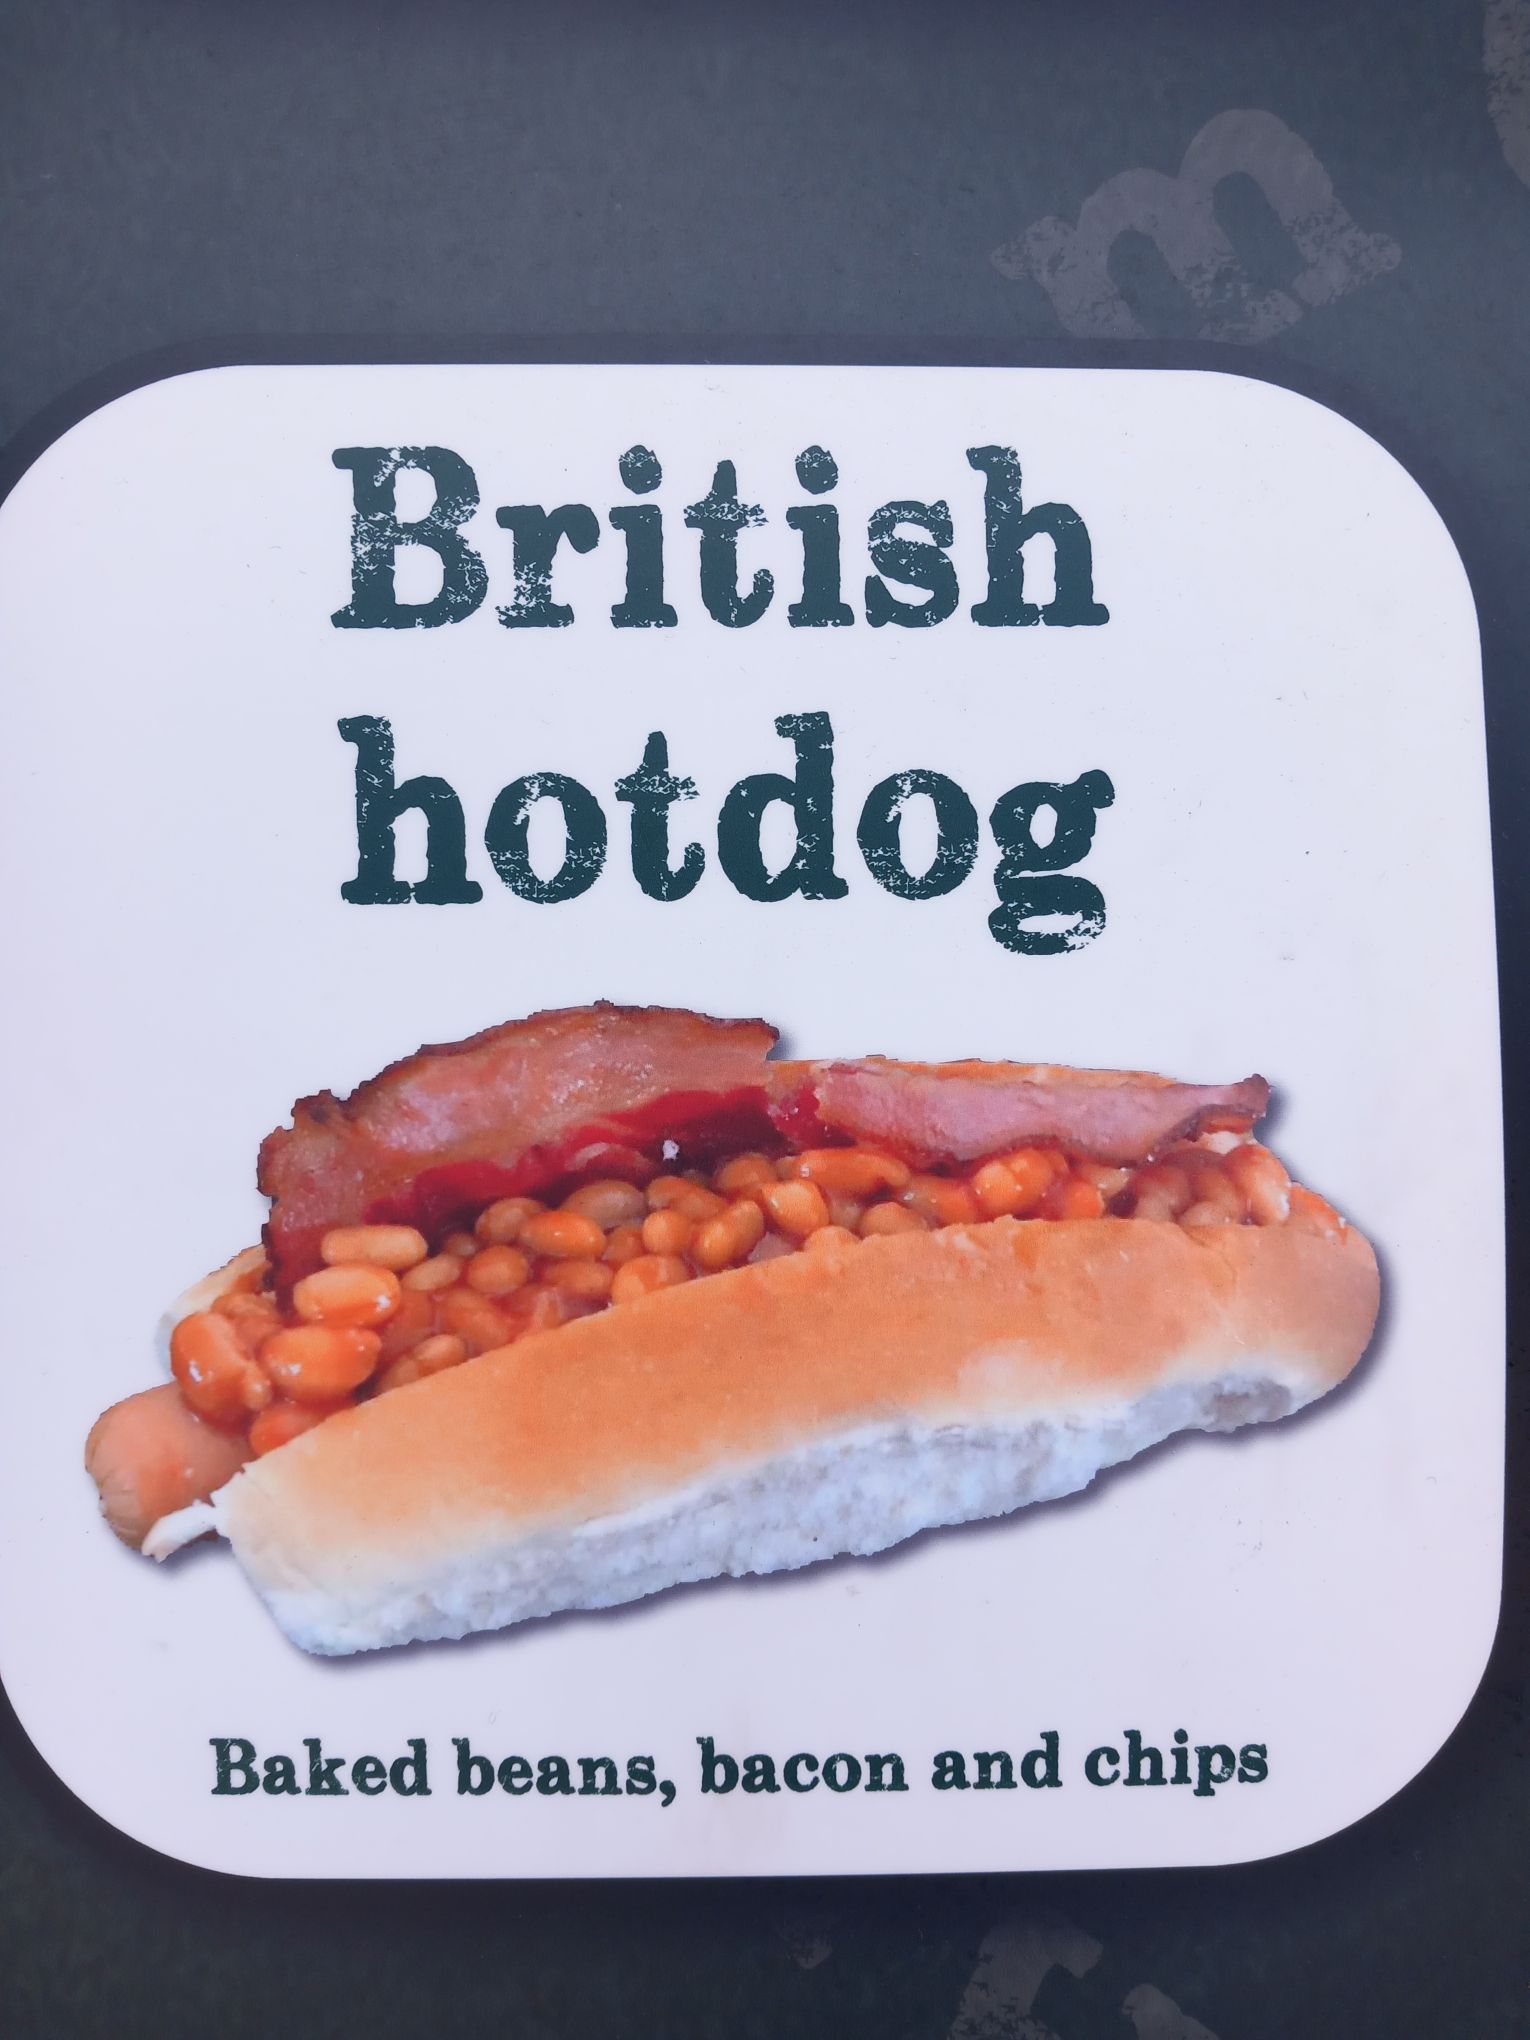 British
hotdog
Baked beans, bacon and chips